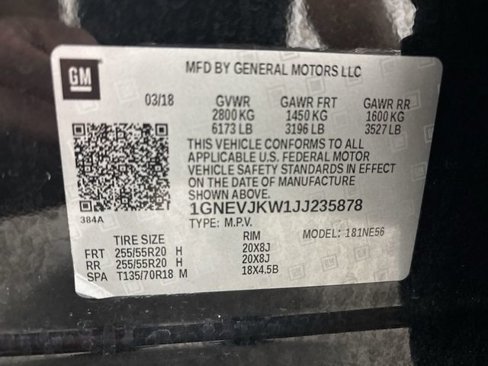 GM
MFD BY GENERAL MOTORS LLC
03/18 GVWR GAWR FRT GAWR RR
2800 KG 1450 KG 1600 KG
6173 LB 3196 LB 3527 LB
THIS VEHICLE CONFORMS TO ALL
APPLICABLE U.S. FEDERAL MOTOR
VEHICLE SAFETY STANDARDS IN EFFECT
ON THE DATE OF MANUFACTURE
SHOWN ABOVE.
384A
1GNEVJKW1JJ235878
TYPE: M.P.V. MODEL: 181NE56
TIRE SIZE RIM
FRT 255/55R20 H 20X8J
RR 255/55R20 H 20X8J
SPA T135/70R18 M 18X4.5B